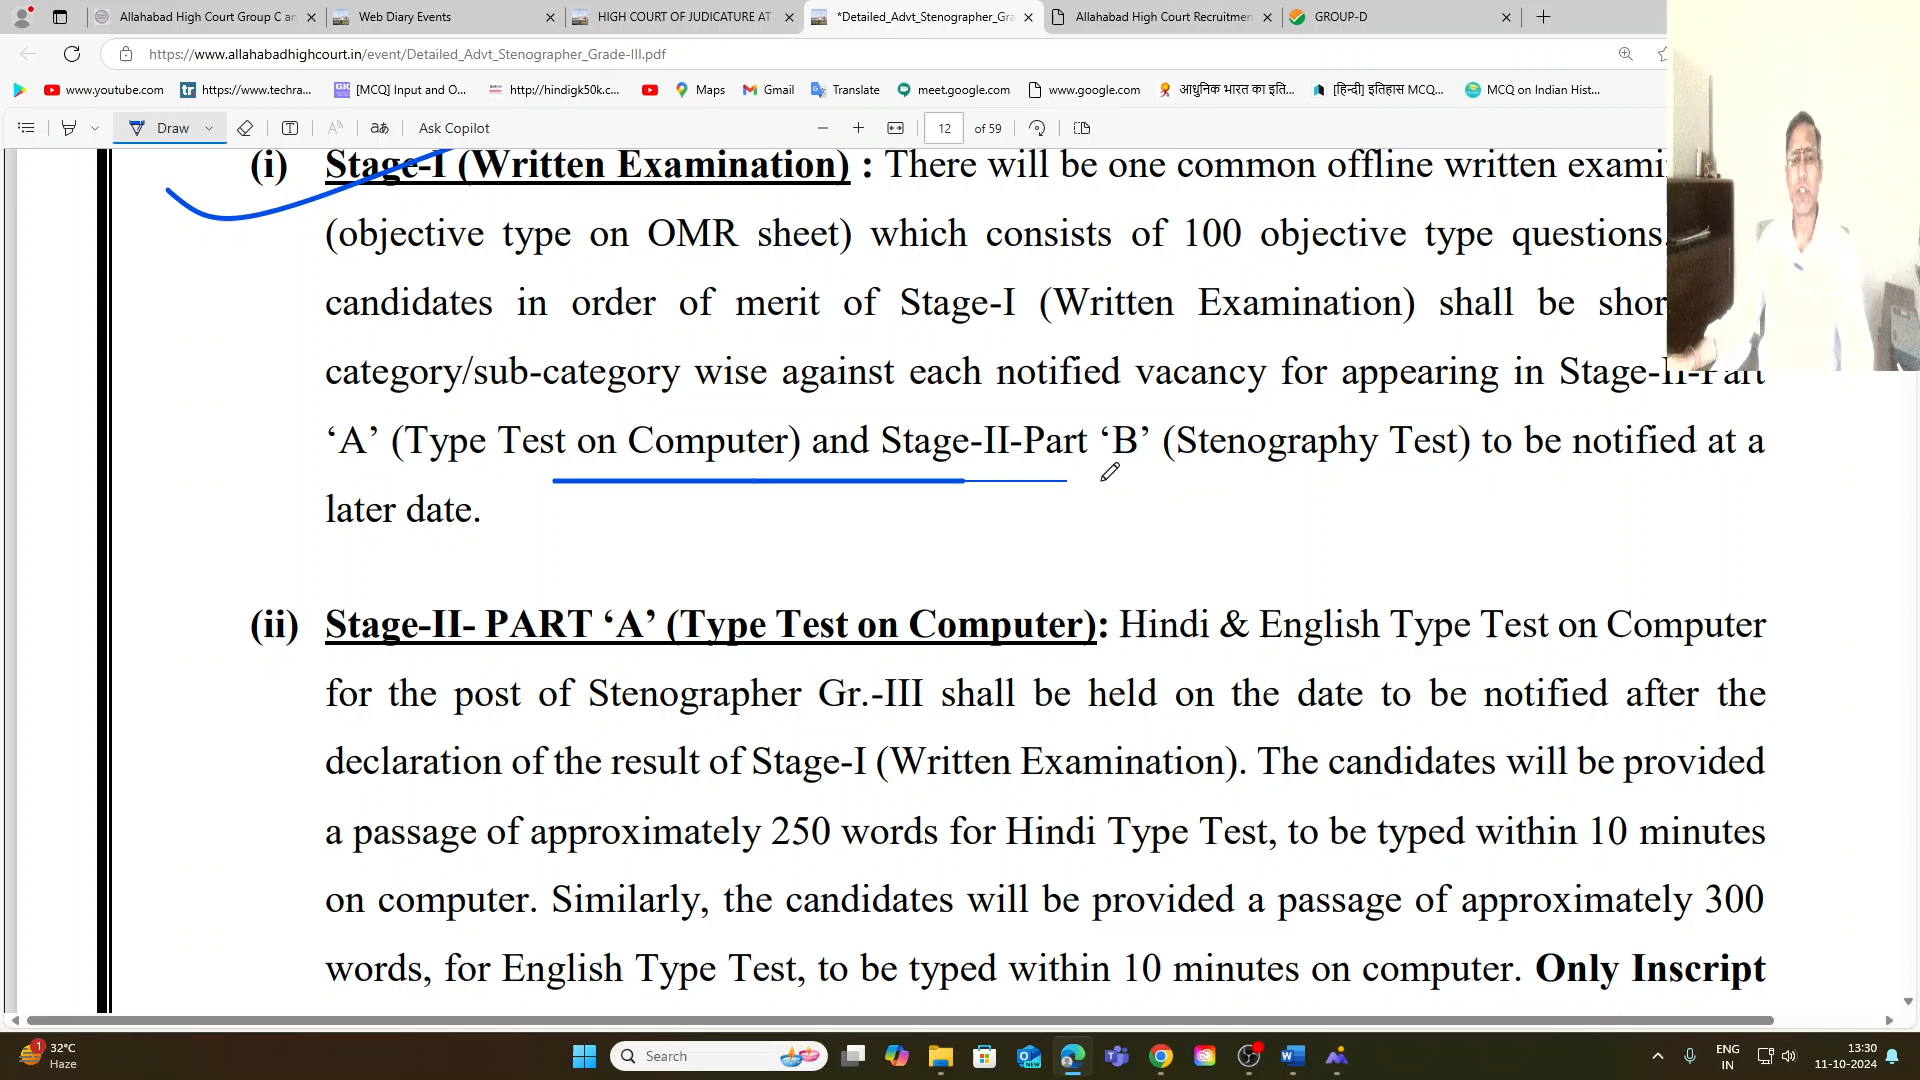 Allahabad High Court Group C an
Web Diary Events
HIGH COURT OF JUDICATURE AT
*Detailed_Advt_Stenographer_Gra
Allahabad High Court Recruitmen
GROUP-D
https://www.allahabadhighcourt.in/event/Detailed_Advt_Stenographer_Grade-III.pdf
www.youtube.com
https://www.techra...
[MCQ] Input and O...
http://hindigk50k.c...
Maps
Gmail
Translate
meet.google.com
www.google.com
आधुनिक भारत का इति...
[हिन्दी] इतिहास MCQ...
MCQ on Indian Hist...
Draw
Ask Copilot
12 of 59
(i) Stage-I (Written Examination) : There will be one common offline written exami
(objective type on OMR sheet) which consists of 100 objective type questions.
candidates in order of merit of Stage-I (Written Examination) shall be shor
category/sub-category wise against each notified vacancy for appearing in Stage-II-Part
‘A’ (Type Test on Computer) and Stage-II-Part ‘B’ (Stenography Test) to be notified at a
later date.
(ii) Stage-II- PART ‘A’ (Type Test on Computer): Hindi & English Type Test on Computer
for the post of Stenographer Gr.-III shall be held on the date to be notified after the
declaration of the result of Stage-I (Written Examination). The candidates will be provided
a passage of approximately 250 words for Hindi Type Test, to be typed within 10 minutes
on computer. Similarly, the candidates will be provided a passage of approximately 300
words, for English Type Test, to be typed within 10 minutes on computer. Only Inscript
32°C
Haze
Search
ENG
IN
13:30
11-10-2024